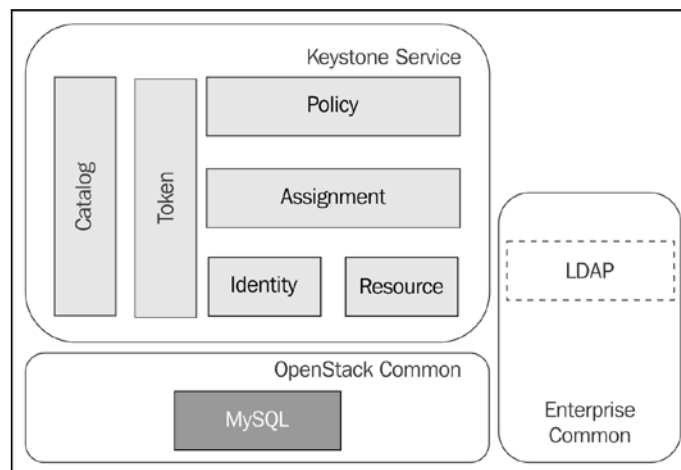 Keystone Service
Catalog
Token
Policy
Assignment
Identity
Resource
LDAP
OpenStack Common
MySQL
Enterprise
Common